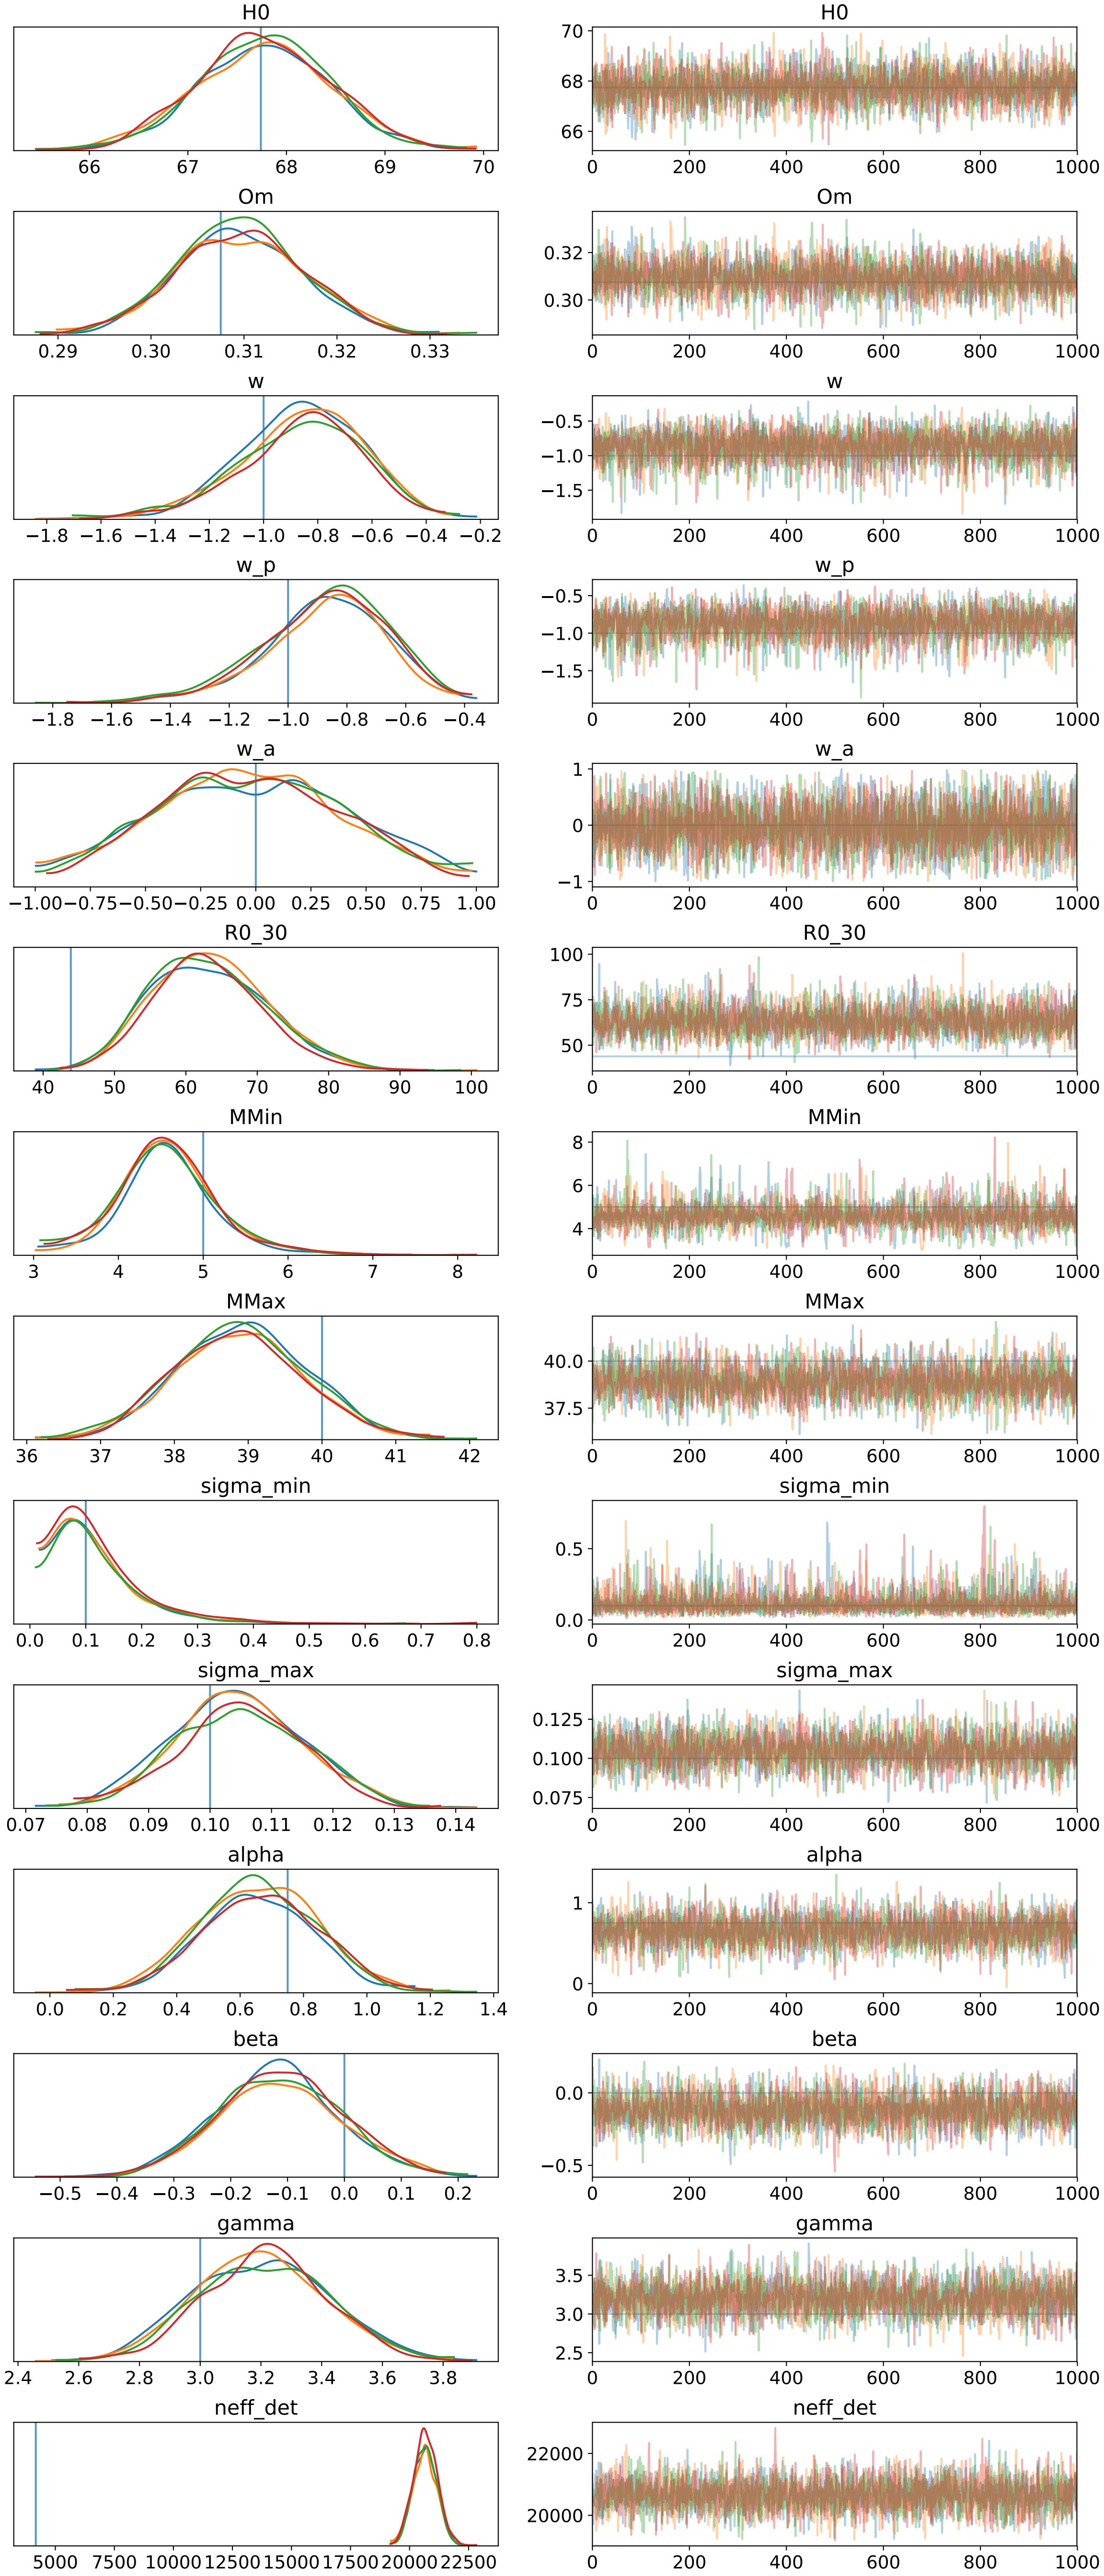 H0 H0
70
68
66
66 67 68 69 70 0 200 400 600 800 1000
Om Om
0.32
0.30
0.29 0.30 0.31 0.32 0.33 0 200 400 600 800 1000
w w
−0.5
−1.0
−1.5
−1.8 −1.6 −1.4 −1.2 −1.0 −0.8 −0.6 −0.4 −0.2 0 200 400 600 800 1000
w_p w_p
−0.5
−1.0
−1.5
−1.8 −1.6 −1.4 −1.2 −1.0 −0.8 −0.6 −0.4 0 200 400 600 800 1000
w_a w_a
1
0
−1
−1.00 −0.75 −0.50 −0.25 0.00 0.25 0.50 0.75 1.00 0 200 400 600 800 1000
R0_30 R0_30
100
75
50
40 50 60 70 80 90 100 0 200 400 600 800 1000
MMin MMin
8
6
4
3 4 5 6 7 8 0 200 400 600 800 1000
MMax MMax
40.0
37.5
36 37 38 39 40 41 42 0 200 400 600 800 1000
sigma_min sigma_min
0.5
0.0
0.0 0.1 0.2 0.3 0.4 0.5 0.6 0.7 0.8 0 200 400 600 800 1000
sigma_max sigma_max
0.125
0.100
0.075
0.07 0.08 0.09 0.10 0.11 0.12 0.13 0.14 0 200 400 600 800 1000
alpha alpha
1
0
0.0 0.2 0.4 0.6 0.8 1.0 1.2 1.4 0 200 400 600 800 1000
beta beta
0.0
−0.5
−0.5 −0.4 −0.3 −0.2 −0.1 0.0 0.1 0.2 0 200 400 600 800 1000
gamma gamma
3.5
3.0
2.5
2.4 2.6 2.8 3.0 3.2 3.4 3.6 3.8 0 200 400 600 800 1000
neff_det neff_det
22000
20000
5000 7500 10000 12500 15000 17500 20000 22500 0 200 400 600 800 1000